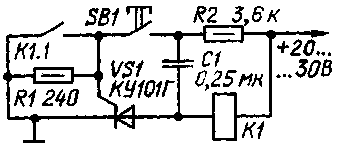 SB1
R2 3,6 к
K1.1
VS1
КУ101Г
C1
0,25 мк
+20...
...30В
R1 240
K1